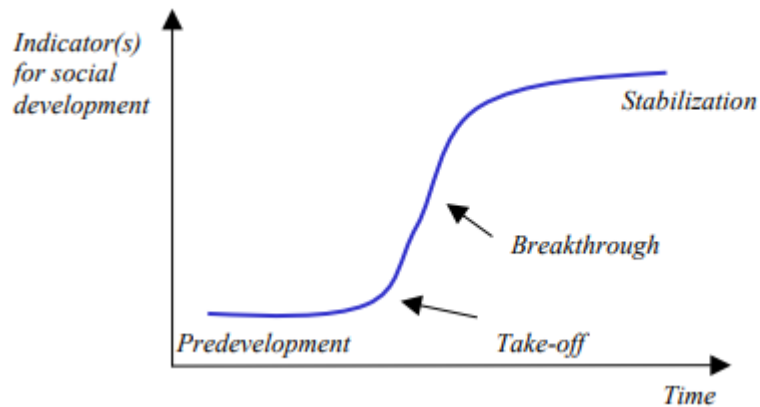 Indicator(s)
for social
development
Stabilization
Breakthrough
Predevelopment
Take-off
Time